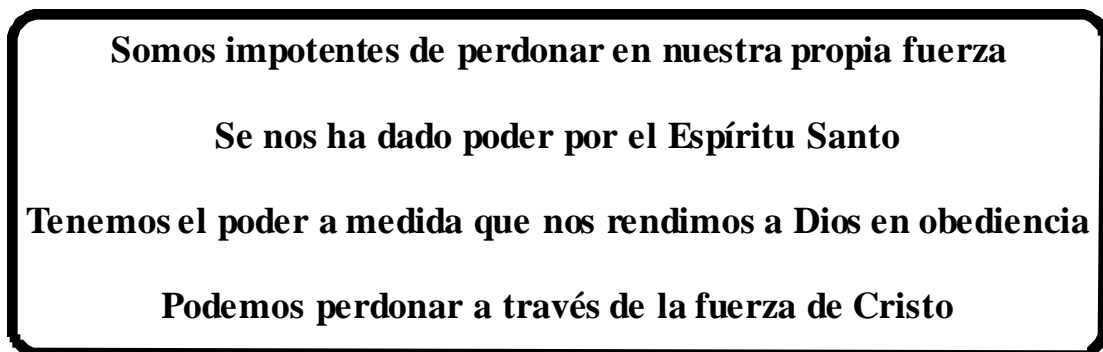 Somos impotentes de perdonar en nuestra propia fuerza
Se nos ha dado poder por el Espíritu Santo
Tenemos el poder a medida que nos rendimos a Dios en obediencia
Podemos perdonar a través de la fuerza de Cristo